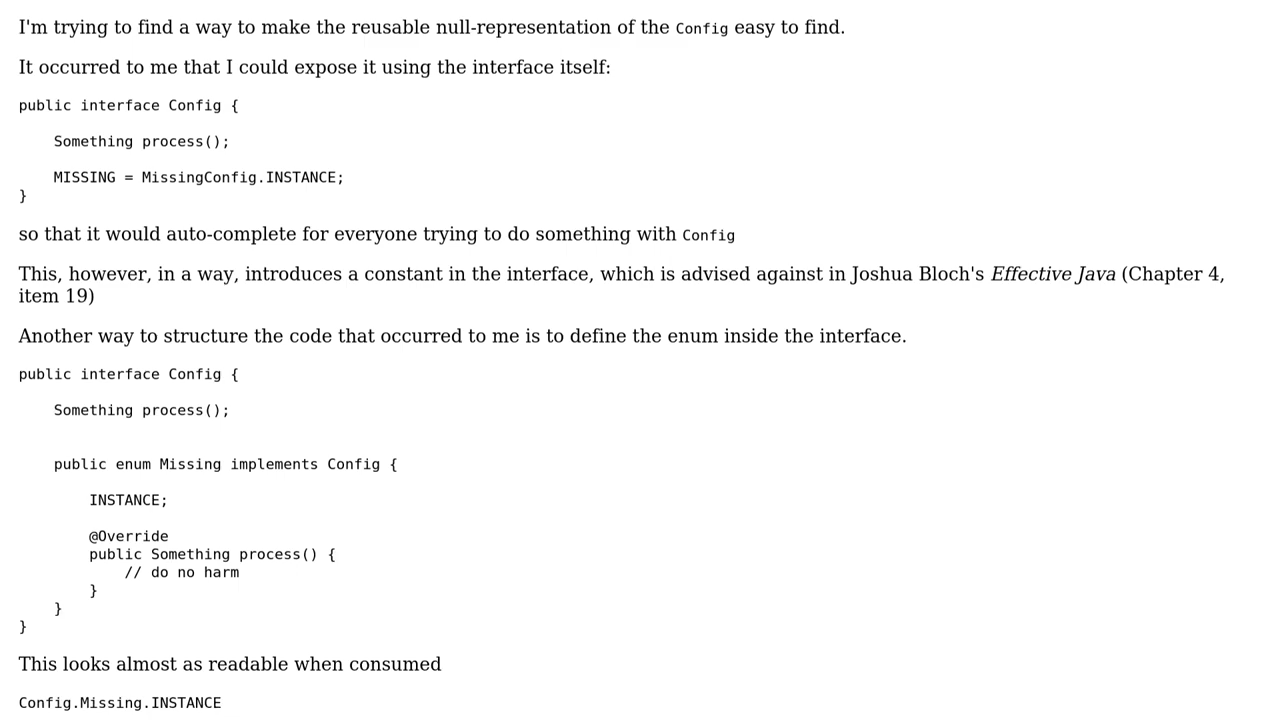 I'm trying to find a way to make the reusable null-representation of the Config easy to find.
It occurred to me that I could expose it using the interface itself:
public interface Config {
    Something process();
    MISSING = MissingConfig.INSTANCE;
}
so that it would auto-complete for everyone trying to do something with Config
This, however, in a way, introduces a constant in the interface, which is advised against in Joshua Bloch's Effective Java (Chapter 4,
item 19)
Another way to structure the code that occurred to me is to define the enum inside the interface.
public interface Config {
    Something process();
    public enum Missing implements Config {
        INSTANCE;
        @Override
        public Something process() {
            // do no harm
        }
    }
}
This looks almost as readable when consumed
Config.Missing.INSTANCE